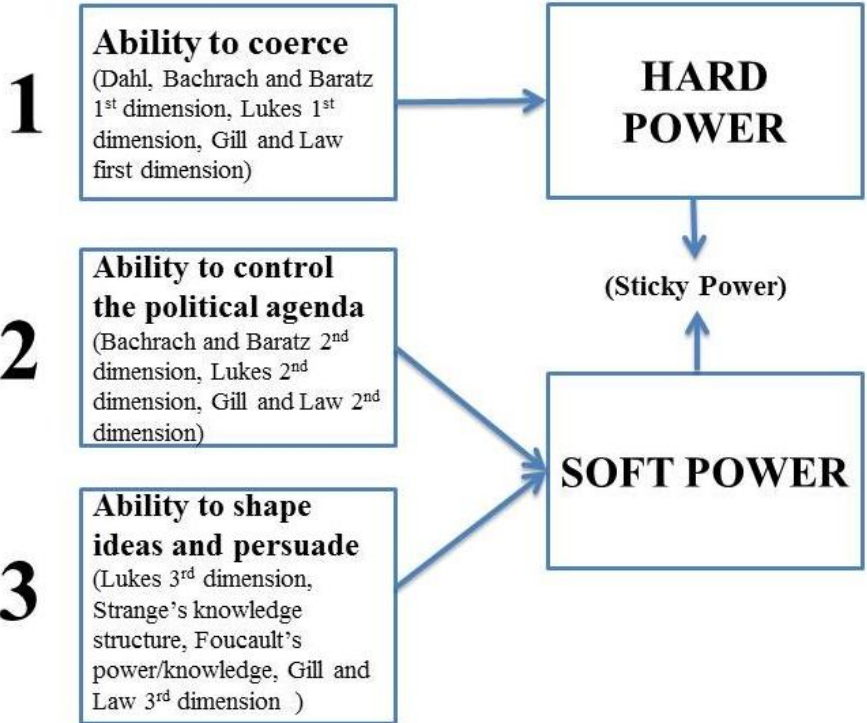 1
Ability to coerce
(Dahl, Bachrach and Baratz
1st dimension, Lukes 1st
dimension, Gill and Law
first dimension)
HARD
POWER
(Sticky Power)
2
Ability to control
the political agenda
(Bachrach and Baratz 2nd
dimension, Lukes 2nd
dimension, Gill and Law 2nd
dimension)
SOFT POWER
3
Ability to shape
ideas and persuade
(Lukes 3rd dimension,
Strange’s knowledge
structure, Foucault’s
power/knowledge, Gill and
Law 3rd dimension )